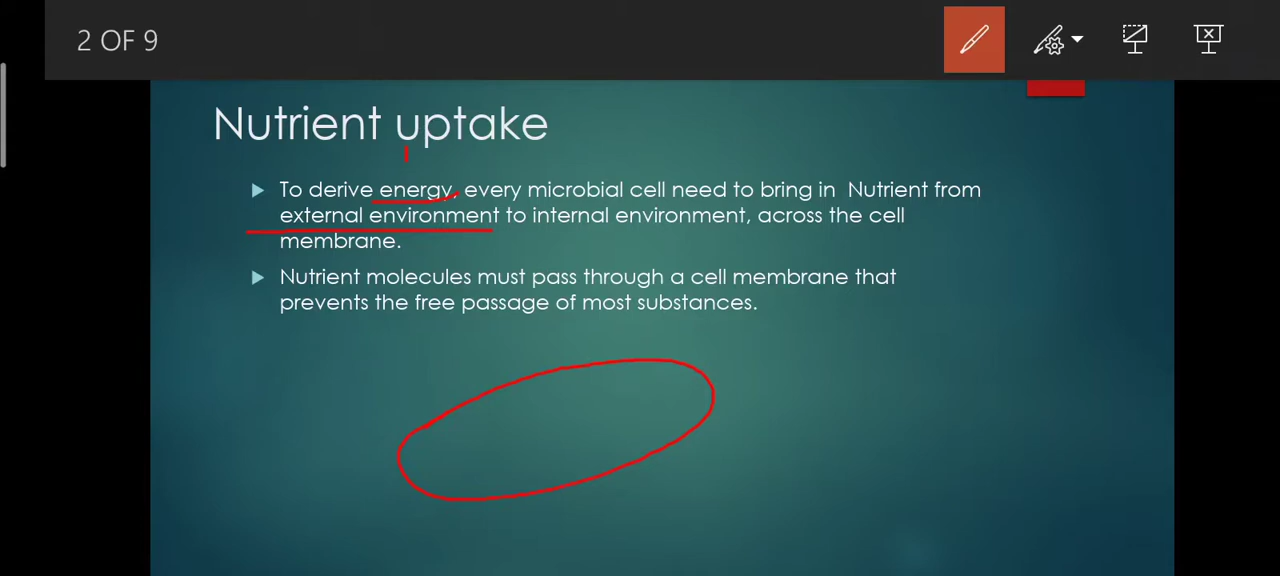 2 OF 9
Nutrient uptake
To derive energy, every microbial cell need to bring in Nutrient from
external environment to internal environment, across the cell
membrane.
Nutrient molecules must pass through a cell membrane that
prevents the free passage of most substances.